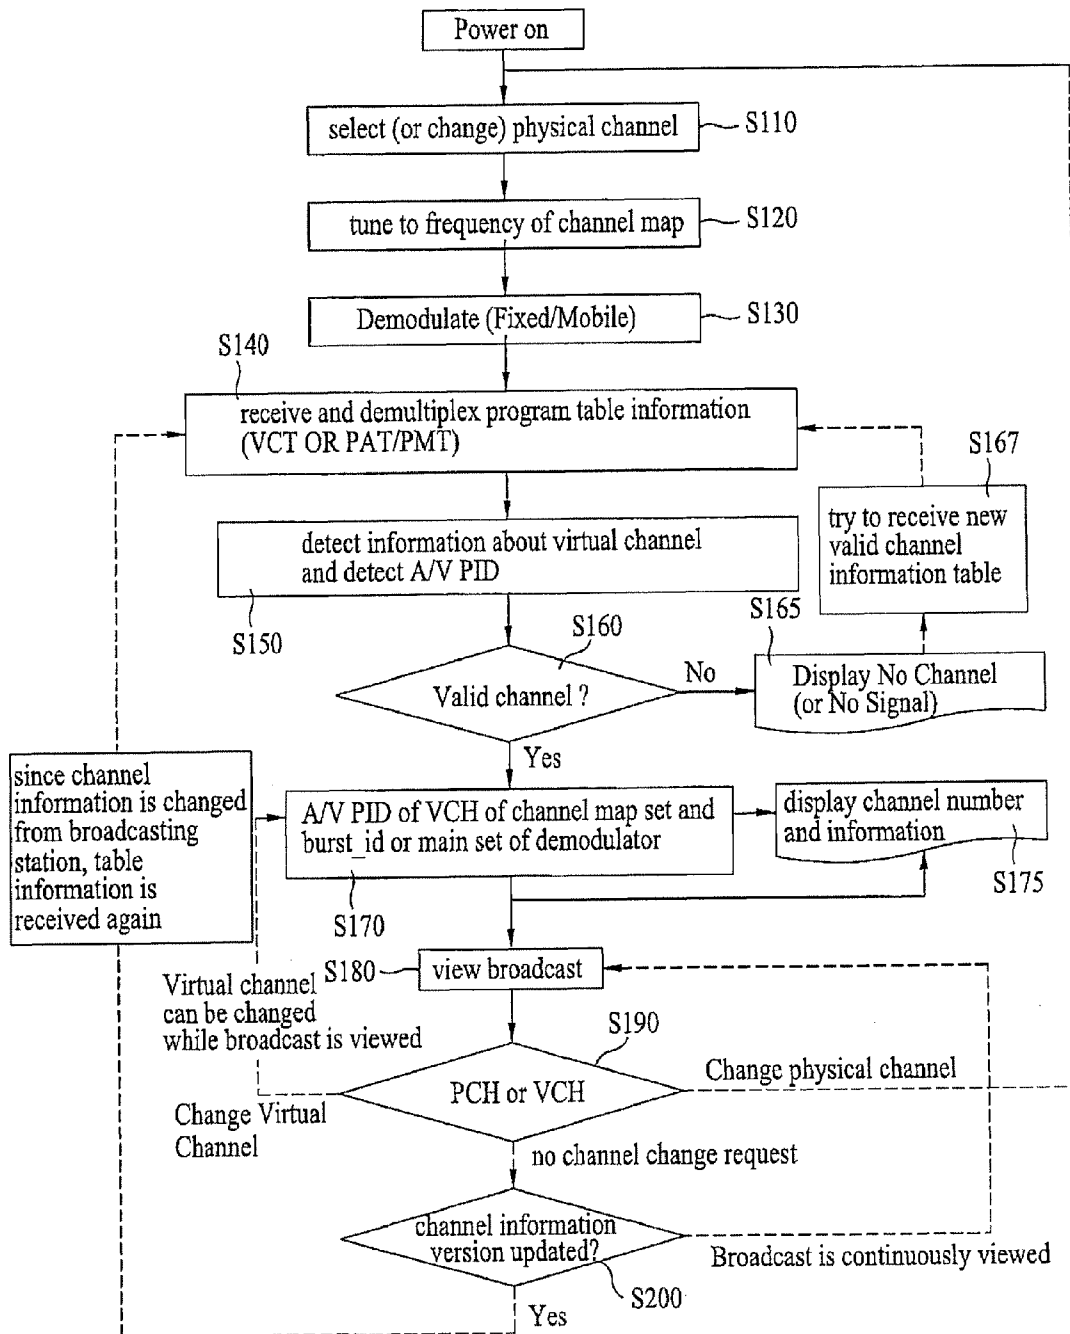 Power on
select (or change) physical channel
S110
tune to frequency of channel map
S120
Demodulate (Fixed/Mobile)
S130
S140
receive and demultiplex program table information
(VCT OR PAT/PMT)
S167
try to receive new
valid channel
information table
detect information about virtual channel
and detect A/V PID
S150
S160
S165
Valid channel ?
No
Display No Channel
(or No Signal)
Yes
since channel
information is changed
from broadcasting
station, table
information is
received again
A/V PID of VCH of channel map set and
burst_id or main set of demodulator
S170
display channel number
and information
S175
S180
view broadcast
Virtual channel
can be changed
while broadcast is viewed
S190
PCH or VCH
Change physical channel
Change Virtual
Channel
no channel change request
channel information
version updated?
Broadcast is continuously viewed
S200
Yes